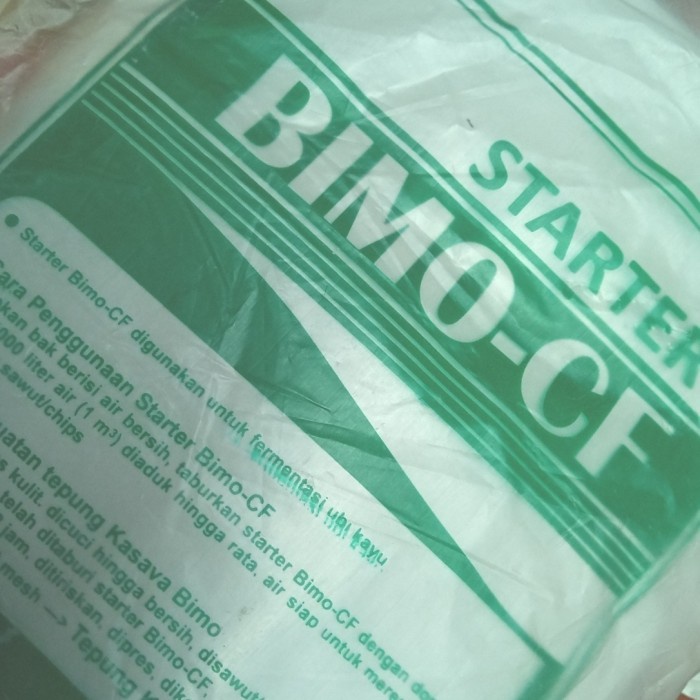 STARTER
BIMO-CF
Starter Bimo-CF digunakan untuk fermentasi ubi kayu
Penggunaan Starter Bimo-CF
bak berisi air bersih, taburkan starter Bimo-CF dengan
liter air (1 m³) diaduk hingga rata, air siap untuk
sawut/chips
tepung Kasava Bimo
kulit, dicuci hingga bersih,
telah ditaburi starter Bimo-CF,
jam, ditiriskan, dipres,
mesh → Tepung